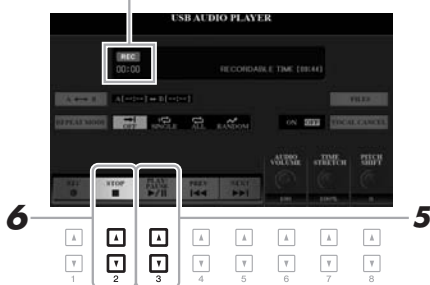 USB AUDIO PLAYER
REC
00:00
RECORDABLE TIME [09:44]
A ⟷ B A[--:--]↔B[--:--] FILES
REPEAT MODE OFF SINGLE ALL RANDOM ON OFF VOCAL CANCEL
AUDIO VOLUME TIME STRETCH PITCH SHIFT
100 100% 0
REC STOP PLAY/PAUSE PREV NEXT
6 5
1 2 3 4 5 6 7 8